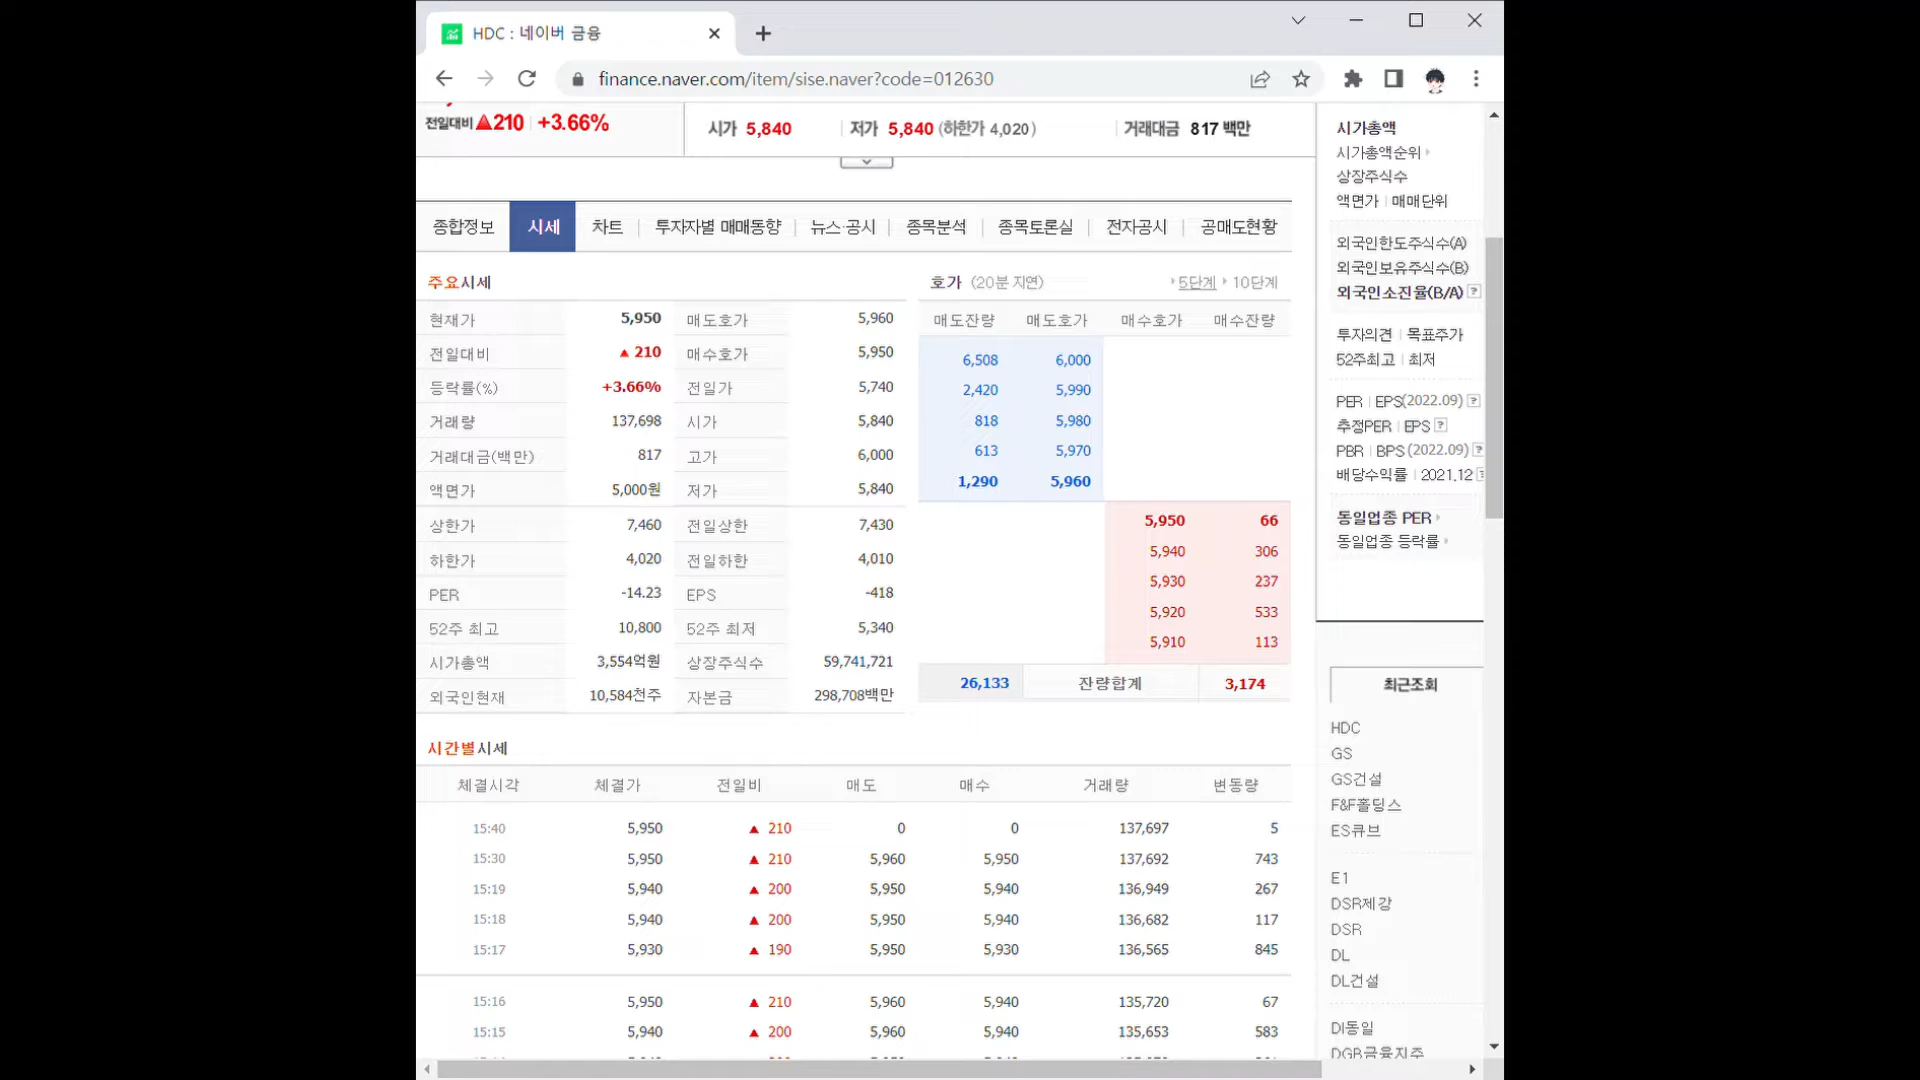 HDC : 네이버 금융
finance.naver.com/item/sise.naver?code=012630
전일대비 ▲210 +3.66%
시가 5,840 저가 5,840 (하한가 4,020) 거래대금 817 백만
종합정보 시세 차트 투자자별 매매동향 뉴스·공시 종목분석 종목토론실 전자공시 공매도현황
주요시세
현재가 5,950 매도호가 5,960
전일대비 ▲ 210 매수호가 5,950
등락률(%) +3.66% 전일가 5,740
거래량 137,698 시가 5,840
거래대금(백만) 817 고가 6,000
액면가 5,000원 저가 5,840
상한가 7,460 전일상한 7,430
하한가 4,020 전일하한 4,010
PER -14.23 EPS -418
52주 최고 10,800 52주 최저 5,340
시가총액 3,554억원 상장주식수 59,741,721
외국인현재 10,584천주 자본금 298,708백만
호가 (20분 지연) 5단계 10단계
매도잔량 매도호가 매수호가 매수잔량
6,508 6,000
2,420 5,990
818 5,980
613 5,970
1,290 5,960
5,950 66
5,940 306
5,930 237
5,920 533
5,910 113
26,133 잔량합계 3,174
시간별시세
체결시각 체결가 전일비 매도 매수 거래량 변동량
15:40 5,950 ▲ 210 0 0 137,697 5
15:30 5,950 ▲ 210 5,960 5,950 137,692 743
15:19 5,940 ▲ 200 5,950 5,940 136,949 267
15:18 5,940 ▲ 200 5,950 5,940 136,682 117
15:17 5,930 ▲ 190 5,950 5,930 136,565 845
15:16 5,950 ▲ 210 5,960 5,940 135,720 67
15:15 5,940 ▲ 200 5,960 5,940 135,653 583
시가총액
시가총액순위
상장주식수
액면가 | 매매단위
외국인한도주식수(A)
외국인보유주식수(B)
외국인소진율(B/A) ?
투자의견 | 목표주가
52주최고 | 최저
PER | EPS(2022.09) ?
추정PER | EPS ?
PBR | BPS (2022.09) ?
배당수익률 | 2021.12 ?
동일업종 PER
동일업종 등락률
최근조회
HDC
GS
GS건설
F&F홀딩스
ES큐브
E1
DSR제강
DSR
DL
DL건설
DI동일
DGB금융지주